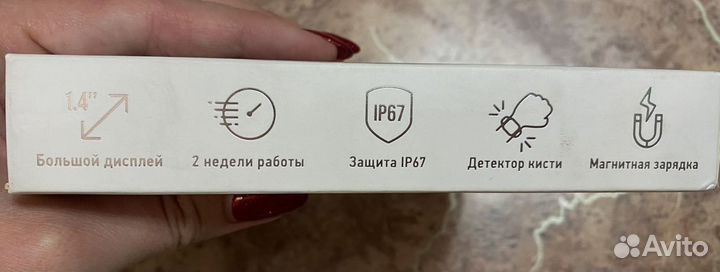 1.4"
IP67
Большой дисплей
2 недели работы
Защита IP67
Детектор кисти
Магнитная зарядка
Avito